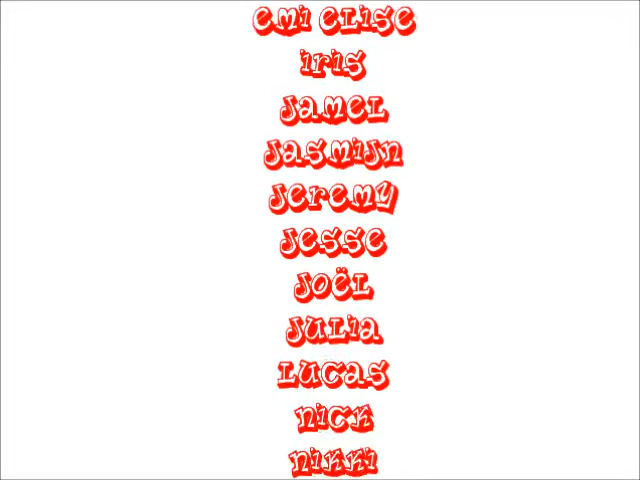 Emi Elise
Iris
Jamel
Jasmijn
Jeremy
Jesse
Joël
Julia
Lucas
Nick
Nikki